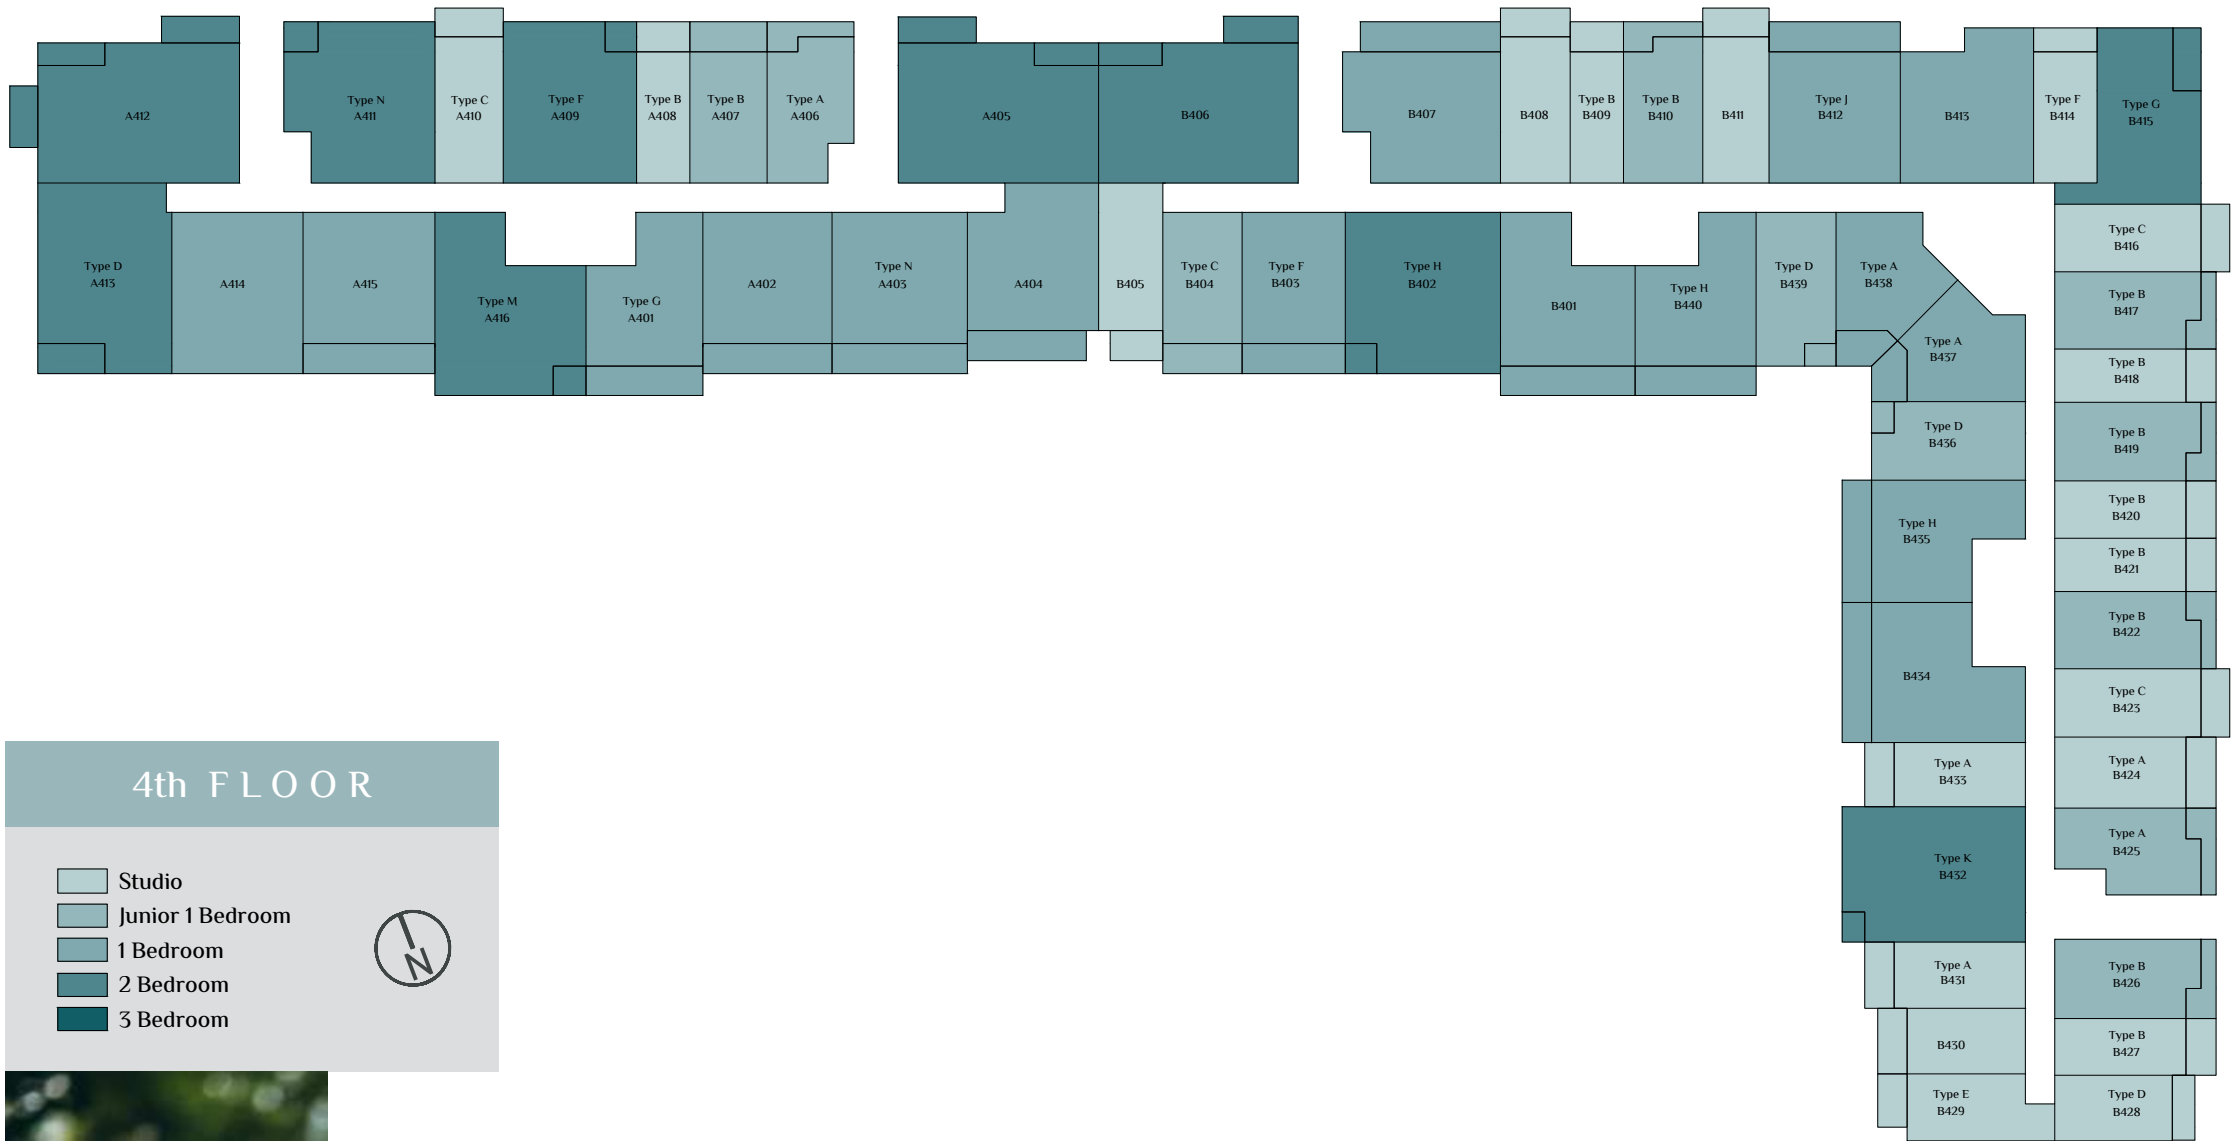 A412
Type N
A411
Type C
A410
Type F
A409
Type B
A408
Type B
A407
Type A
A406
A405
B406
B407
B408
Type B
B409
Type B
B410
B411
Type J
B412
B413
Type F
B414
Type G
B415
Type D
A413
A414
A415
Type M
A416
Type G
A401
A402
Type N
A403
A404
B405
Type C
B404
Type F
B403
Type H
B402
B401
Type H
B440
Type D
B439
Type A
B438
Type A
B437
Type D
B436
Type H
B435
B434
Type A
B433
Type K
B432
Type A
B431
B430
Type E
B429
Type C
B416
Type B
B417
Type B
B418
Type B
B419
Type B
B420
Type B
B421
Type B
B422
Type C
B423
Type A
B424
Type A
B425
Type B
B426
Type B
B427
Type D
B428
4th FLOOR
Studio
Junior 1 Bedroom
1 Bedroom
2 Bedroom
3 Bedroom
N